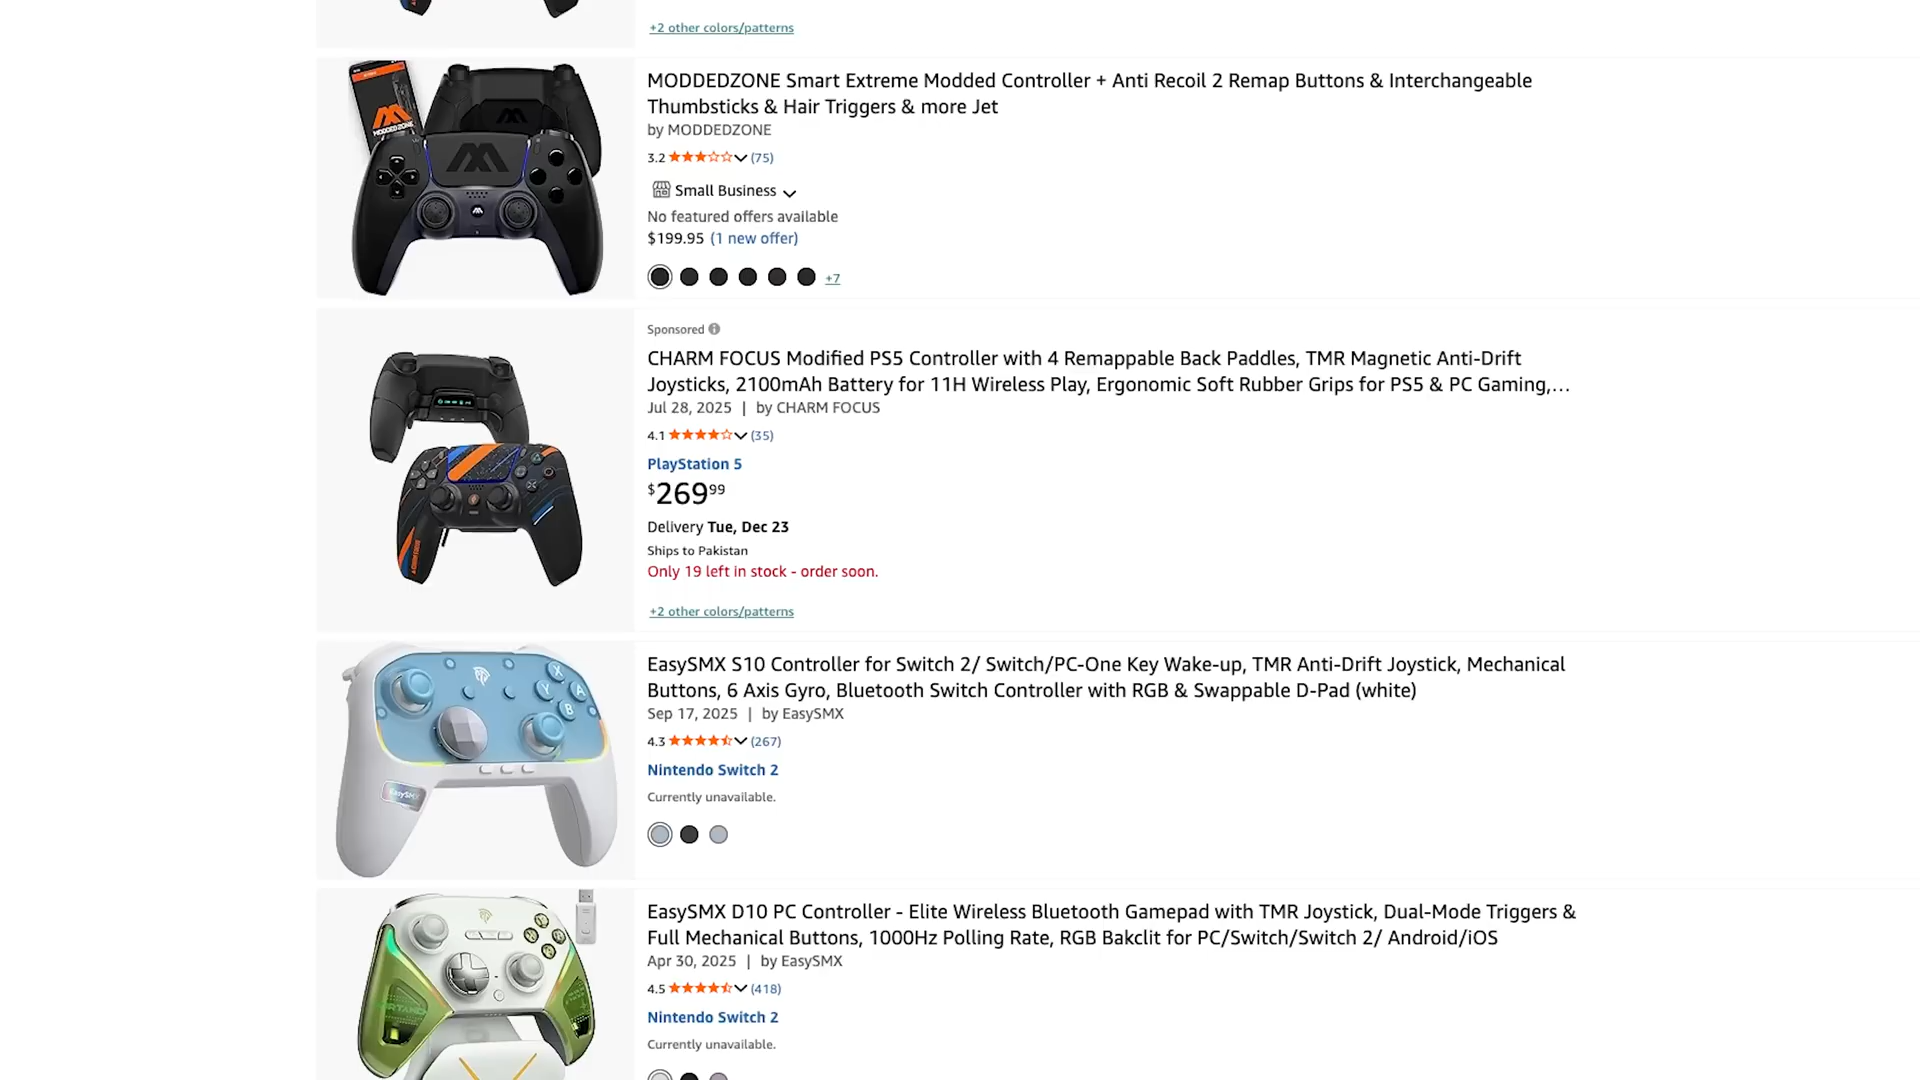 +2 other colors/patterns
MODDEDZONE
MODDEDZONE Smart Extreme Modded Controller + Anti Recoil 2 Remap Buttons & Interchangeable
Thumbsticks & Hair Triggers & more Jet
by MODDEDZONE
3.2 (75)
Small Business
No featured offers available
$199.95 (1 new offer)
+7
Sponsored
CHARM FOCUS Modified PS5 Controller with 4 Remappable Back Paddles, TMR Magnetic Anti-Drift
Joysticks, 2100mAh Battery for 11H Wireless Play, Ergonomic Soft Rubber Grips for PS5 & PC Gaming,…
Jul 28, 2025 | by CHARM FOCUS
4.1 (35)
PlayStation 5
$269 99
Delivery Tue, Dec 23
Ships to Pakistan
Only 19 left in stock - order soon.
+2 other colors/patterns
X
Y A
B
EasySMX
EasySMX S10 Controller for Switch 2/ Switch/PC-One Key Wake-up, TMR Anti-Drift Joystick, Mechanical
Buttons, 6 Axis Gyro, Bluetooth Switch Controller with RGB & Swappable D-Pad (white)
Sep 17, 2025 | by EasySMX
4.3 (267)
Nintendo Switch 2
Currently unavailable.
EasySMX D10 PC Controller - Elite Wireless Bluetooth Gamepad with TMR Joystick, Dual-Mode Triggers &
Full Mechanical Buttons, 1000Hz Polling Rate, RGB Bakclit for PC/Switch/Switch 2/ Android/iOS
Apr 30, 2025 | by EasySMX
4.5 (418)
Nintendo Switch 2
Currently unavailable.